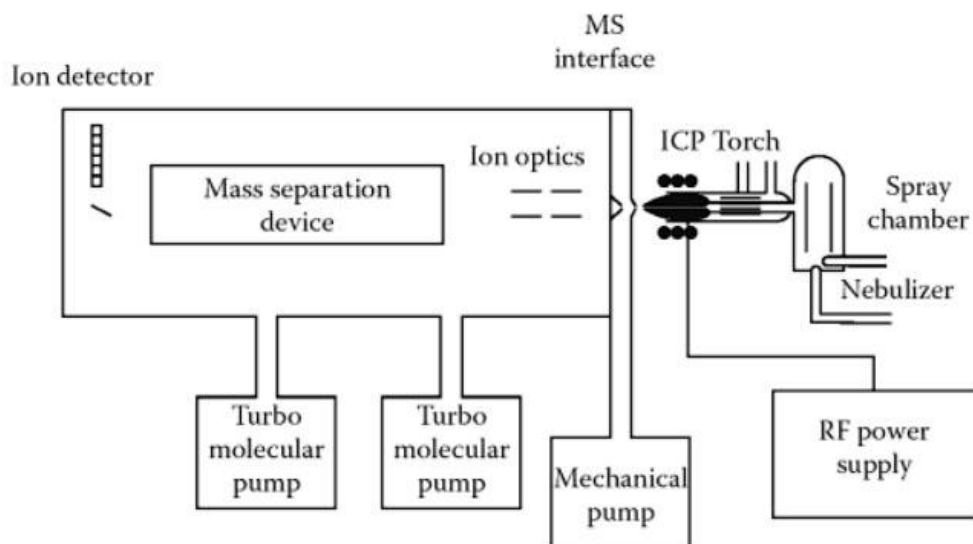 MS
interface
Ion detector
ICP Torch
Ion optics
Mass separation
device
Spray
chamber
Nebulizer
Turbo
molecular
pump
Turbo
molecular
pump
Mechanical
pump
RF power
supply